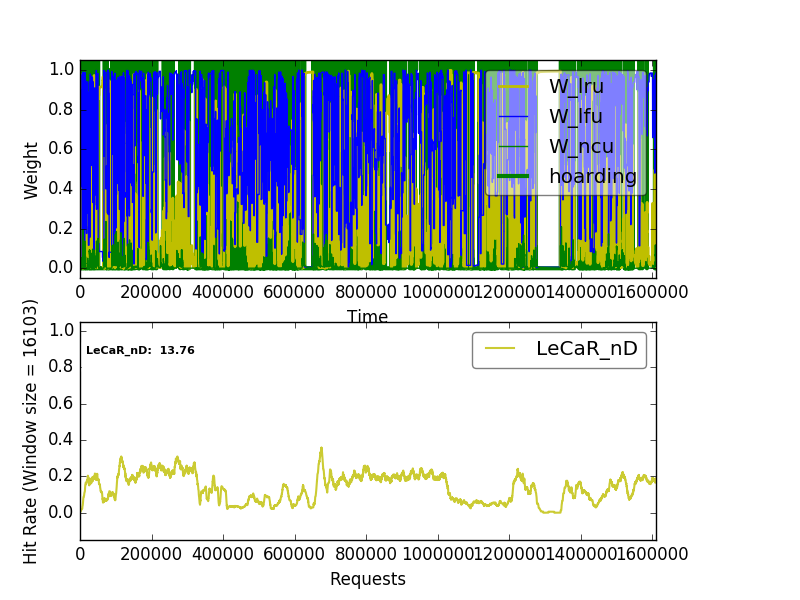 Weight
1.0
0.8
0.6
0.4
0.2
0.0
W_lru
W_lfu
W_ncu
hoarding
0 200000 400000 600000 800000 1000000 1200000 1400000 1600000
Time
Hit Rate (Window size = 16103)
1.0
0.8
0.6
0.4
0.2
0.0
LeCaR_nD: 13.76
LeCaR_nD
0 200000 400000 600000 800000 1000000 1200000 1400000 1600000
Requests